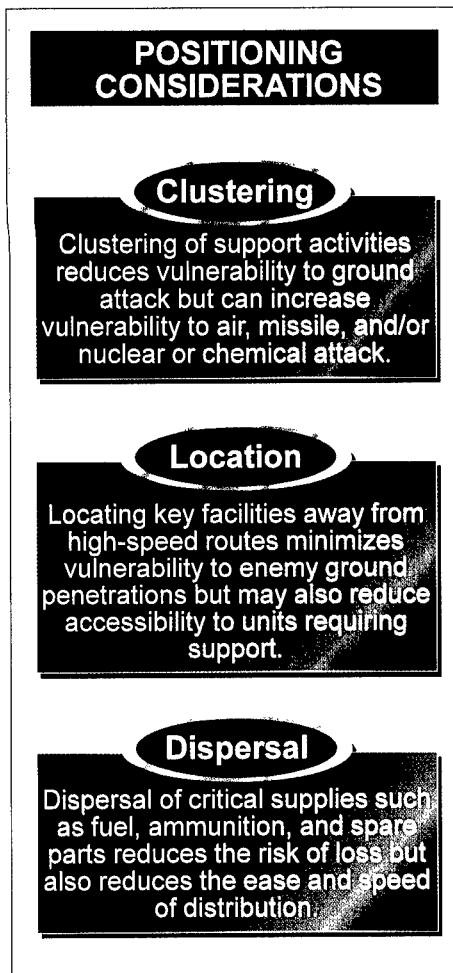 POSITIONING
CONSIDERATIONS
Clustering
Clustering of support activities
reduces vulnerability to ground
attack but can increase
vulnerability to air, missile, and/or
nuclear or chemical attack.
Location
Locating key facilities away from
high-speed routes minimizes
vulnerability to enemy ground
penetrations but may also reduce
accessibility to units requiring
support.
Dispersal
Dispersal of critical supplies such
as fuel, ammunition, and spare
parts reduces the risk of loss but
also reduces the ease and speed
of distribution.